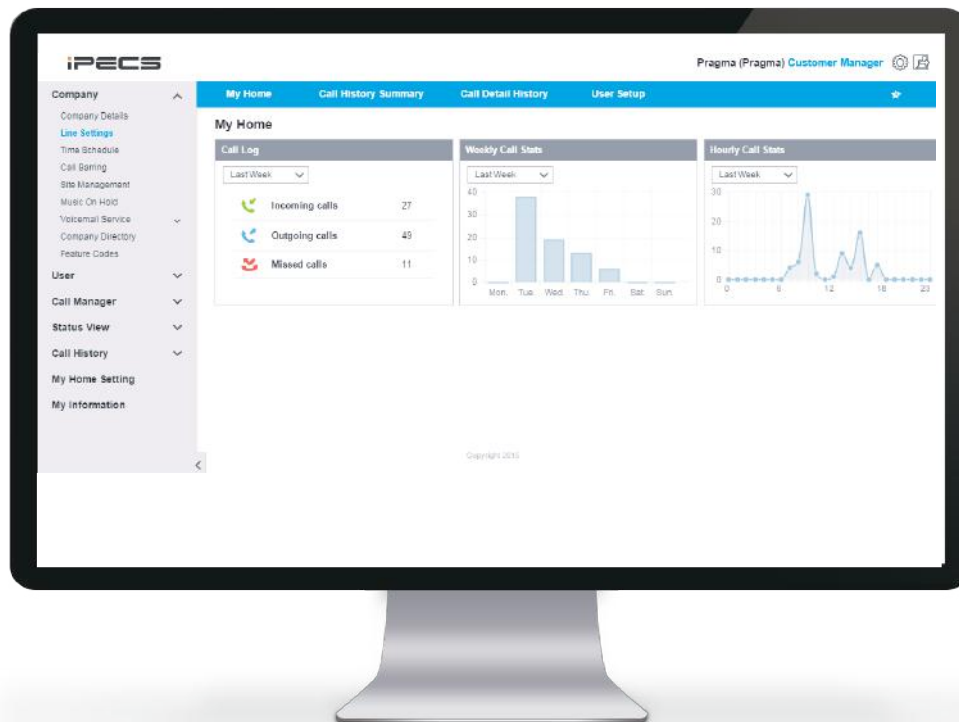 iPECS
Pragma (Pragma) Customer Manager
Company
Company Details
Line Settings
Time Schedule
Call Barring
Site Management
Music On Hold
Voicemail Service
Company Directory
Feature Codes
User
Call Manager
Status View
Call History
My Home Setting
My Information
My Home Call History Summary Call Detail History User Setup
My Home
Call Log
Last Week
Incoming calls 27
Outgoing calls 49
Missed calls 11
Weekly Call Stats
Last Week
40
30
20
10
0
Mon. Tue. Wed. Thu. Fri. Sat. Sun.
Hourly Call Stats
Last Week
30
20
10
0
0 6 12 18 23